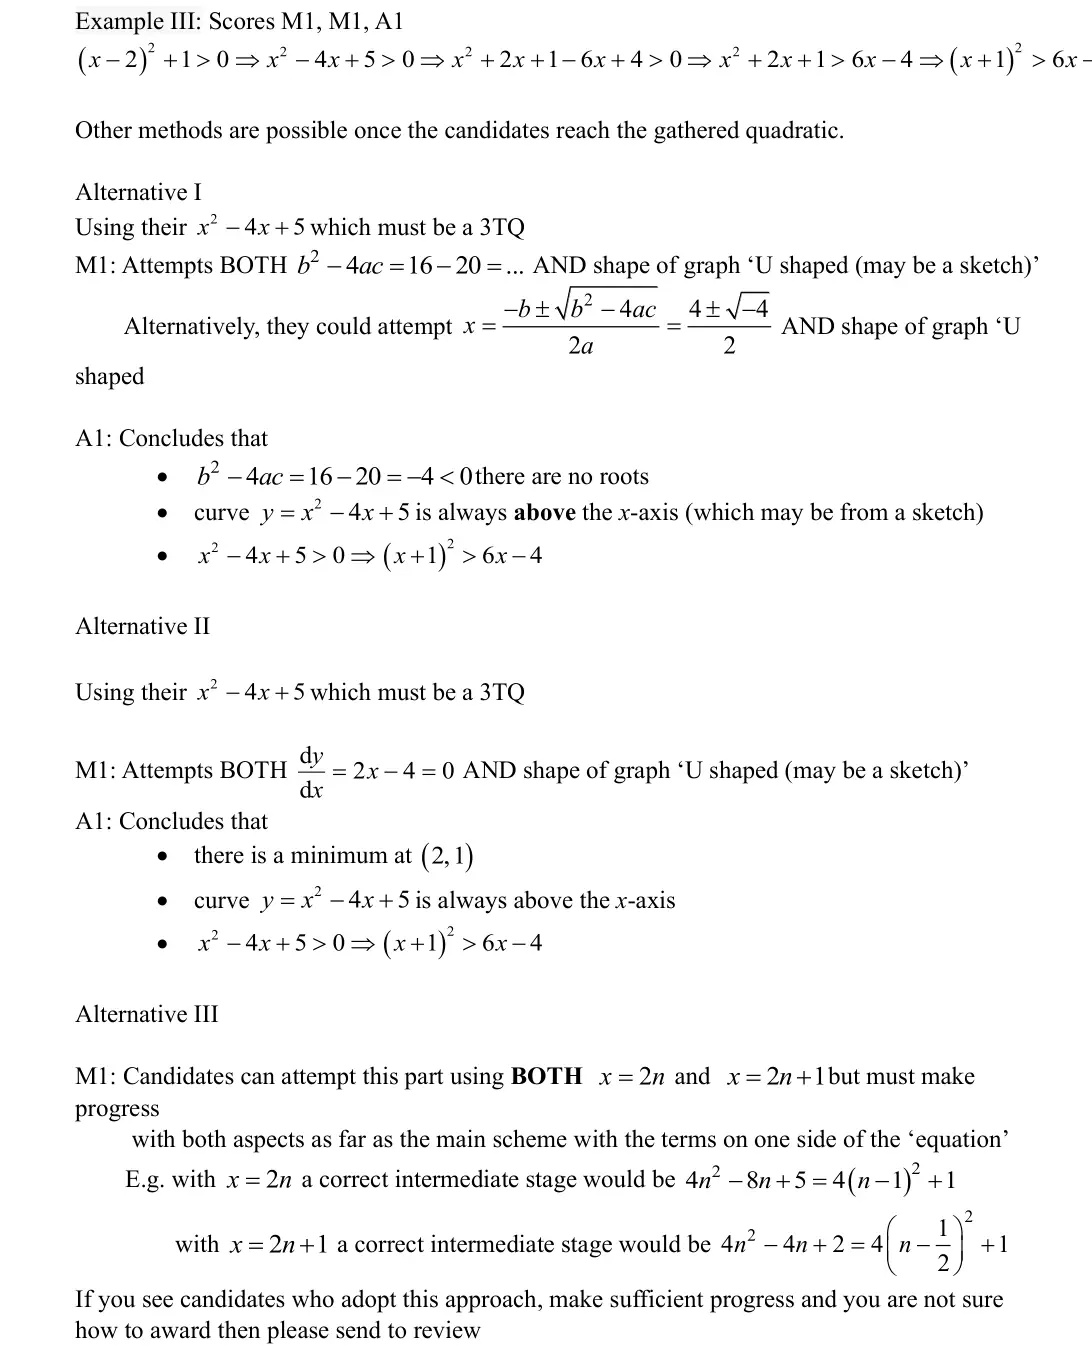 Example III: Scores M1, M1, A1
(x−2)² +1 > 0 ⇒ x² − 4x + 5 > 0 ⇒ x² + 2x + 1 − 6x + 4 > 0 ⇒ x² + 2x + 1 > 6x − 4 ⇒ (x+1)² > 6x −
Other methods are possible once the candidates reach the gathered quadratic.
Alternative I
Using their x² − 4x + 5 which must be a 3TQ
M1: Attempts BOTH b² − 4ac = 16 − 20 = ... AND shape of graph ‘U shaped (may be a sketch)’
Alternatively, they could attempt x = (−b ± √(b² − 4ac))/(2a) = (4 ± √−4)/2 AND shape of graph ‘U
shaped
A1: Concludes that
• b² − 4ac = 16 − 20 = −4 < 0 there are no roots
• curve y = x² − 4x + 5 is always above the x-axis (which may be from a sketch)
• x² − 4x + 5 > 0 ⇒ (x+1)² > 6x − 4
Alternative II
Using their x² − 4x + 5 which must be a 3TQ
M1: Attempts BOTH dy/dx = 2x − 4 = 0 AND shape of graph ‘U shaped (may be a sketch)’
A1: Concludes that
• there is a minimum at (2,1)
• curve y = x² − 4x + 5 is always above the x-axis
• x² − 4x + 5 > 0 ⇒ (x+1)² > 6x − 4
Alternative III
M1: Candidates can attempt this part using BOTH x = 2n and x = 2n+1 but must make
progress
with both aspects as far as the main scheme with the terms on one side of the ‘equation’
E.g. with x = 2n a correct intermediate stage would be 4n² − 8n + 5 = 4(n−1)² + 1
with x = 2n+1 a correct intermediate stage would be 4n² − 4n + 2 = 4(n − 1/2)² + 1
If you see candidates who adopt this approach, make sufficient progress and you are not sure
how to award then please send to review